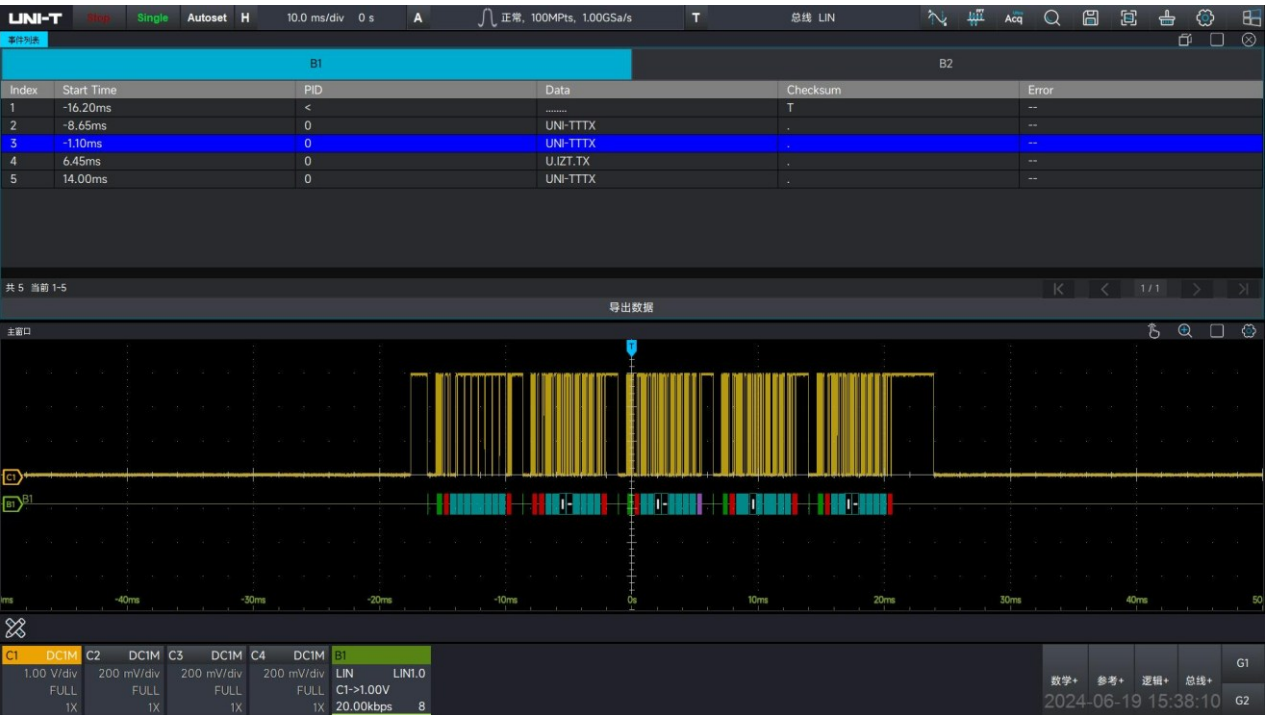 UNI-T Stop Single Autoset H 10.0 ms/div 0 s A 正常, 100MPts, 1.00GSa/s T 总线 LIN Acq
事件列表
B1 B2
Index Start Time PID Data Checksum Error
1 -16.20ms < ........ T --
2 -8.65ms 0 UNI-TTTX . --
3 -1.10ms 0 UNI-TTTX . --
4 6.45ms 0 U.IZT.TX . --
5 14.00ms 0 UNI-TTTX . --
共 5 当前 1-5 1 / 1
导出数据
主窗口
T
C1
B1 B1
I - I - I I -
ms -40ms -30ms -20ms -10ms 0s 10ms 20ms 30ms 40ms 50
C1 DC1M C2 DC1M C3 DC1M C4 DC1M B1
1.00 V/div 200 mV/div 200 mV/div 200 mV/div LIN LIN1.0
FULL FULL FULL FULL C1->1.00V
1X 1X 1X 1X 20.00kbps 8
数学+ 参考+ 逻辑+ 总线+ G1
2024-06-19 15:38:10 G2